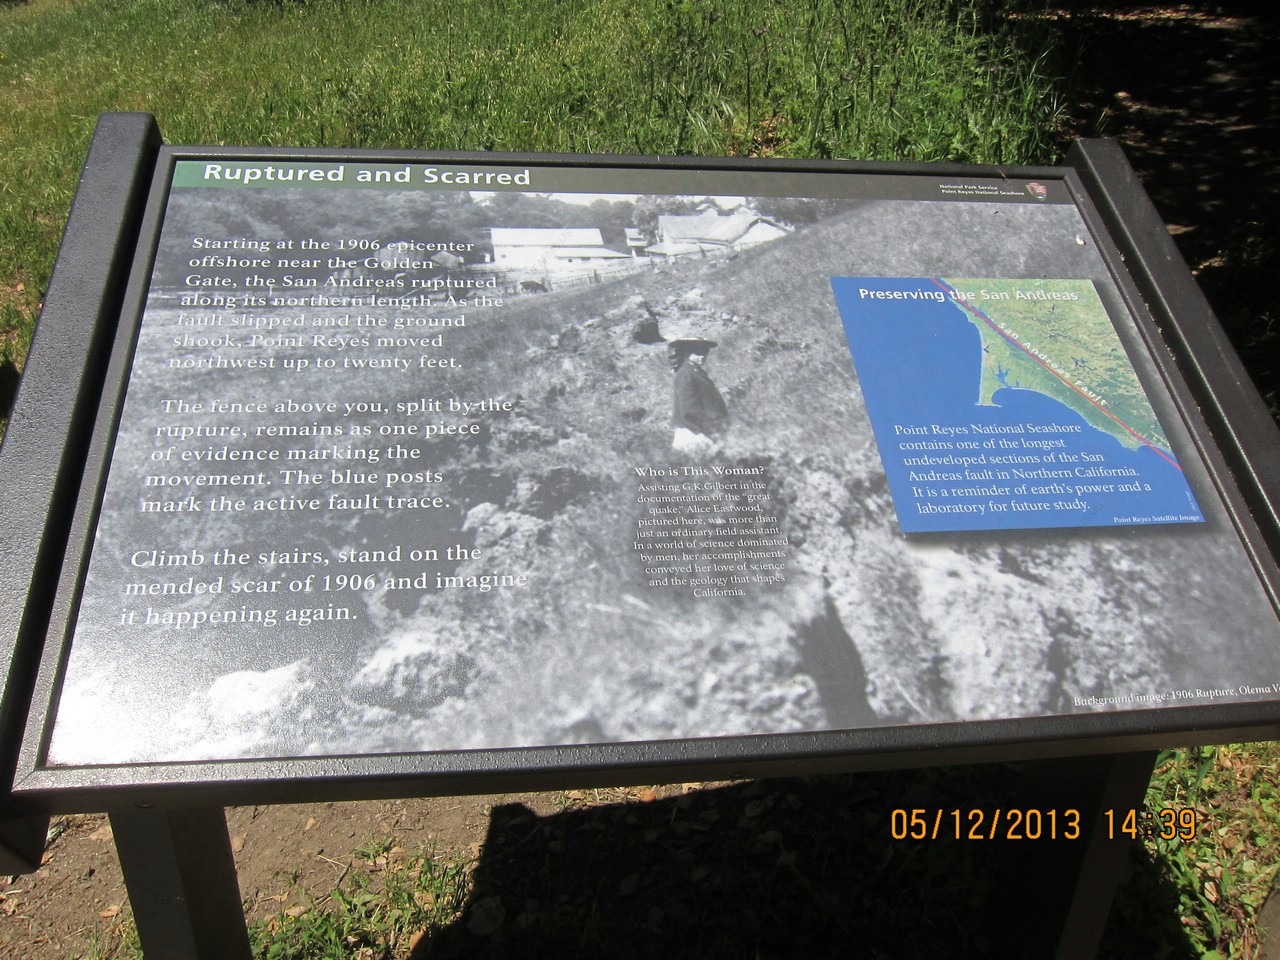 Ruptured and Scarred
National Park Service
Point Reyes National Seashore
Starting at the 1906 epicenter
offshore near the Golden
Gate, the San Andreas ruptured
along its northern length. As the
fault slipped and the ground
shook, Point Reyes moved
northwest up to twenty feet.
The fence above you, split by the
rupture, remains as one piece
of evidence marking the
movement. The blue posts
mark the active fault trace.
Climb the stairs, stand on the
mended scar of 1906 and imagine
it happening again.
Who is This Woman?
Assisting G.K.Gilbert in the
documentation of the "great
quake," Alice Eastwood,
pictured here, was more than
just an ordinary field assistant.
In a world of science dominated
by men, her accomplishments
conveyed her love of science
and the geology that shapes
California.
Preserving the San Andreas
San Andreas Fault
Point Reyes National Seashore
contains one of the longest
undeveloped sections of the San
Andreas fault in Northern California.
It is a reminder of earth's power and a
laboratory for future study.
Point Reyes Satellite Image
Background image: 1906 Rupture, Olema
05/12/2013 14:39